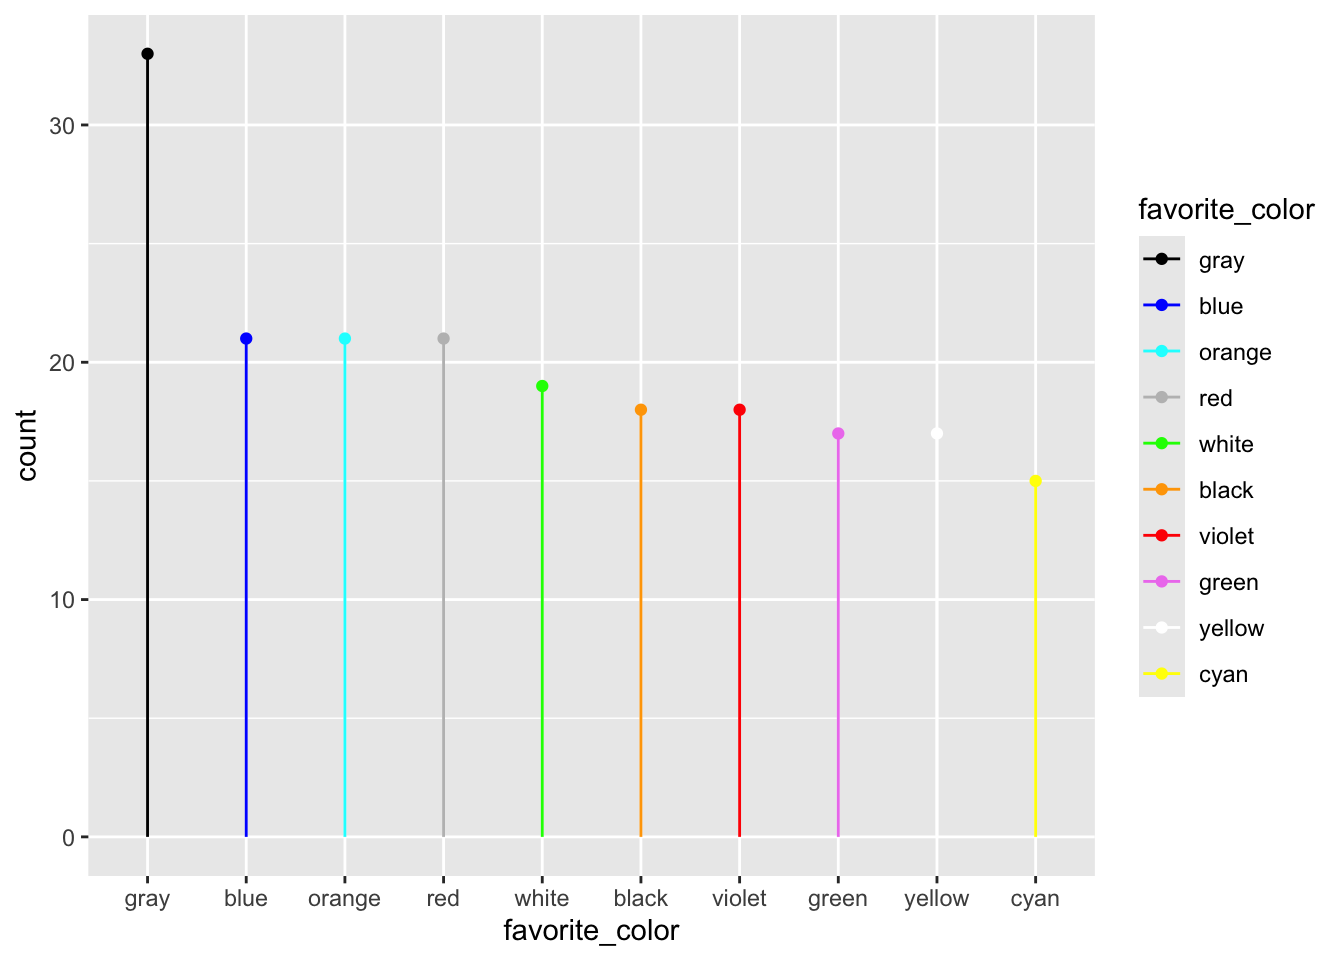 30
20
10
0
count
gray blue orange red white black violet green yellow cyan
favorite_color
favorite_color
gray
blue
orange
red
white
black
violet
green
yellow
cyan